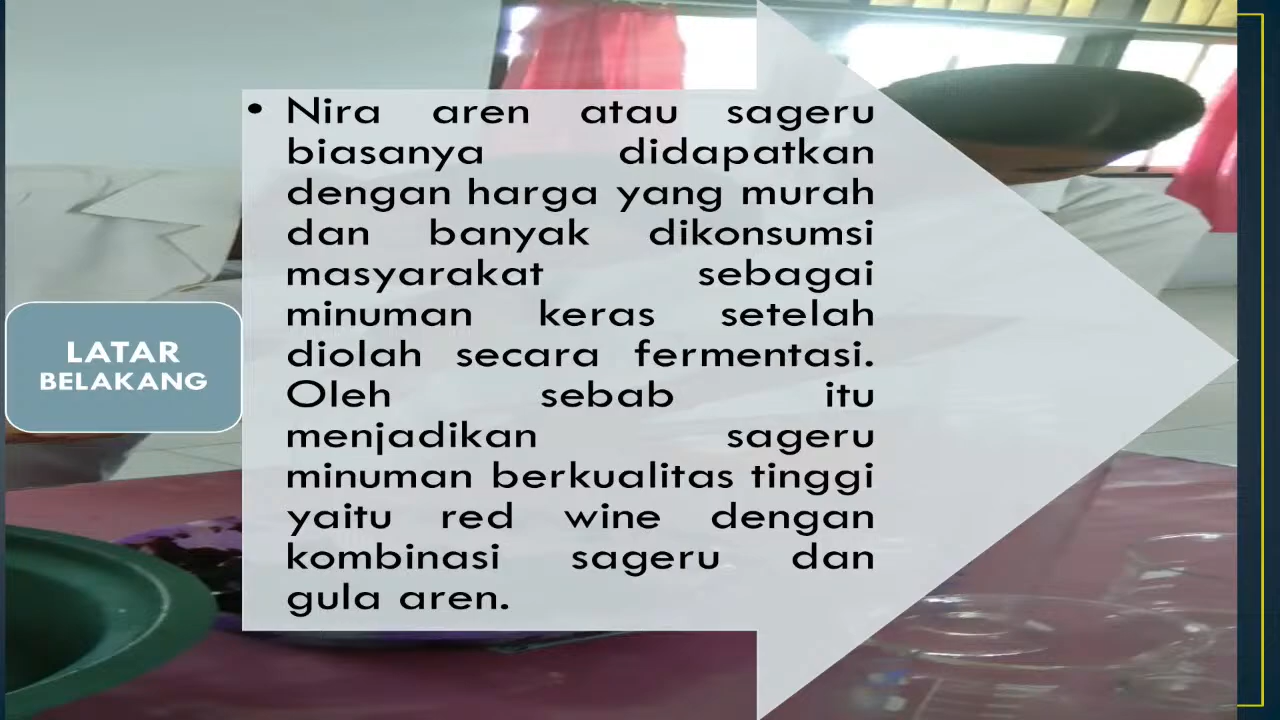 LATAR
BELAKANG
• Nira aren atau sageru
biasanya didapatkan
dengan harga yang murah
dan banyak dikonsumsi
masyarakat sebagai
minuman keras setelah
diolah secara fermentasi.
Oleh sebab itu
menjadikan sageru
minuman berkualitas tinggi
yaitu red wine dengan
kombinasi sageru dan
gula aren.